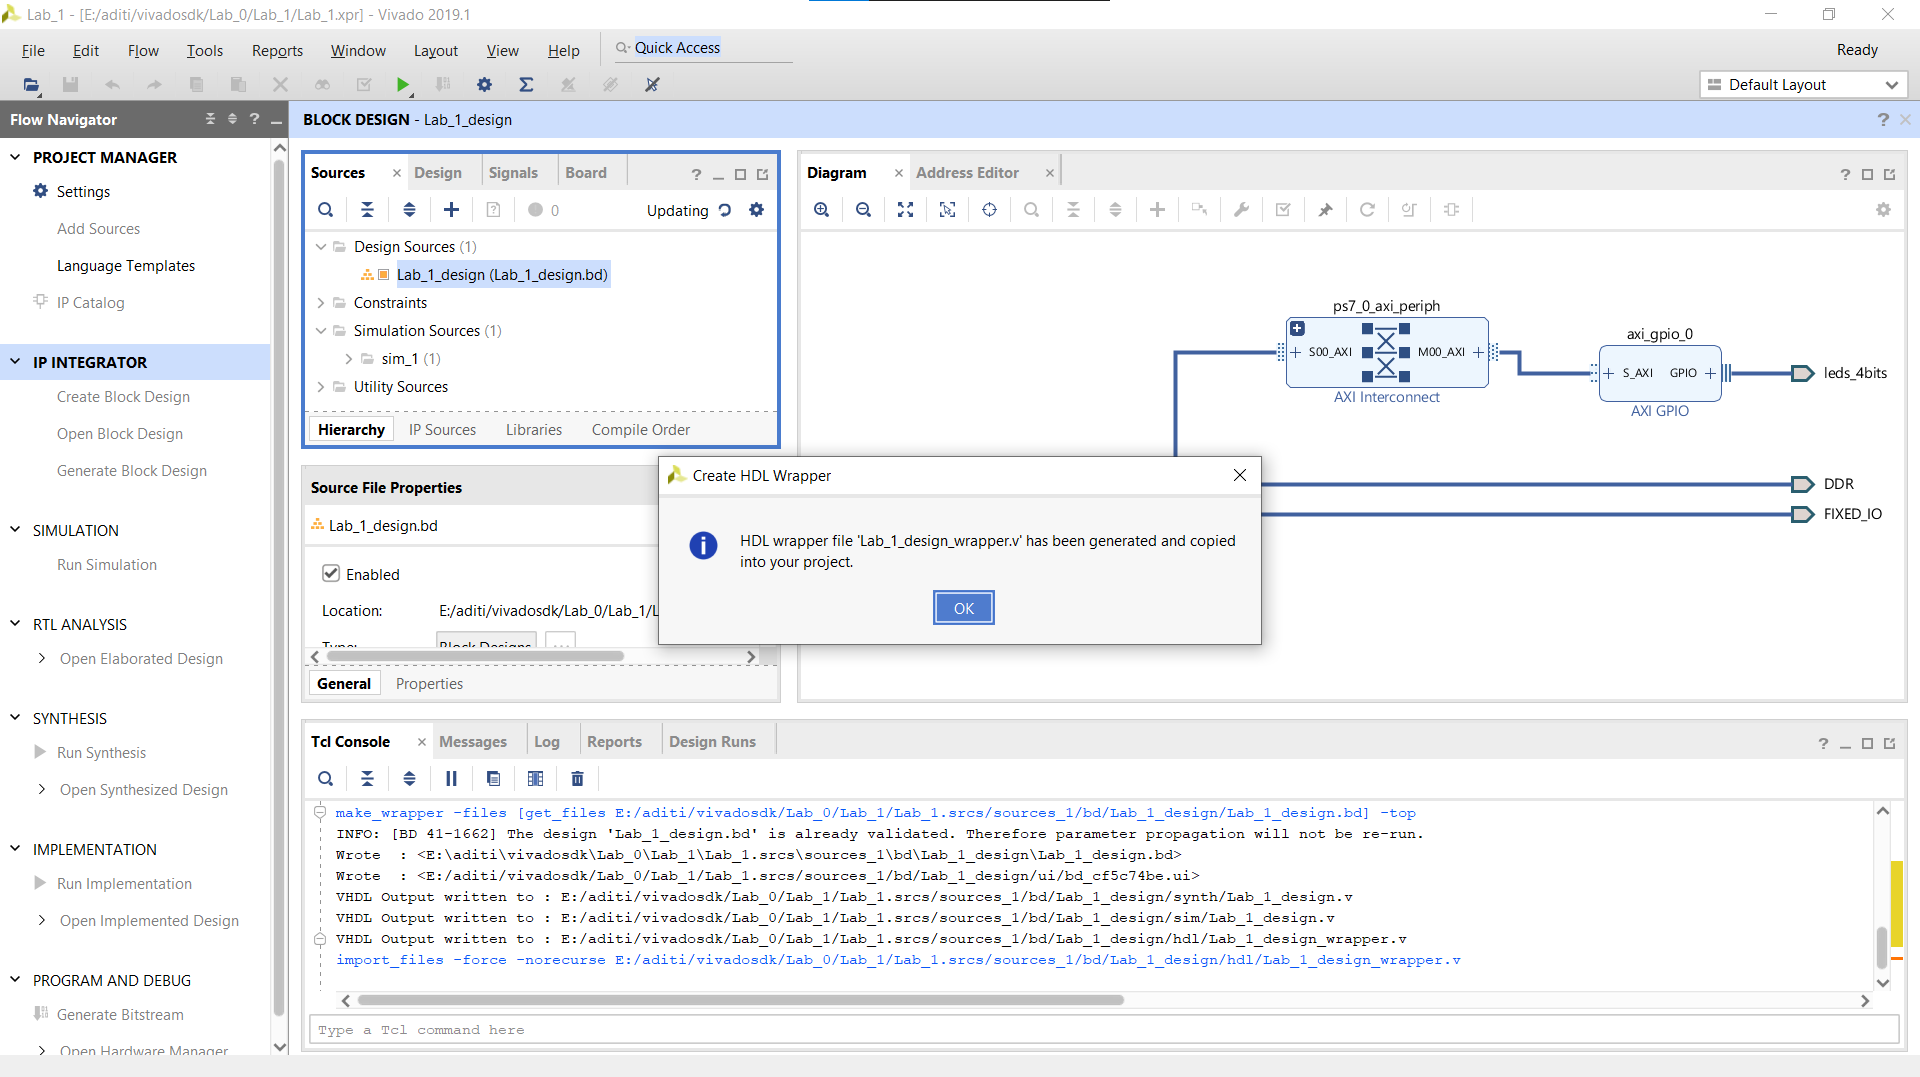 Lab_1 - [E:/aditi/vivadosdk/Lab_0/Lab_1/Lab_1.xpr] - Vivado 2019.1
File Edit Flow Tools Reports Window Layout View Help Quick Access Ready
Default Layout
Flow Navigator
BLOCK DESIGN - Lab_1_design
PROJECT MANAGER
Settings
Add Sources
Language Templates
IP Catalog
IP INTEGRATOR
Create Block Design
Open Block Design
Generate Block Design
SIMULATION
Run Simulation
RTL ANALYSIS
Open Elaborated Design
SYNTHESIS
Run Synthesis
Open Synthesized Design
IMPLEMENTATION
Run Implementation
Open Implemented Design
PROGRAM AND DEBUG
Generate Bitstream
Open Hardware Manager
Sources Design Signals Board
0 Updating
Design Sources (1)
Lab_1_design (Lab_1_design.bd)
Constraints
Simulation Sources (1)
sim_1 (1)
Utility Sources
Hierarchy IP Sources Libraries Compile Order
Source File Properties
Lab_1_design.bd
Enabled
Location: E:/aditi/vivadosdk/Lab_0/Lab_1/L
Type: Block Designs ...
General Properties
Diagram Address Editor
ps7_0_axi_periph
S00_AXI M00_AXI
AXI Interconnect
axi_gpio_0
S_AXI GPIO
AXI GPIO
leds_4bits
DDR
FIXED_IO
Create HDL Wrapper
HDL wrapper file 'Lab_1_design_wrapper.v' has been generated and copied
into your project.
OK
Tcl Console Messages Log Reports Design Runs
make_wrapper -files [get_files E:/aditi/vivadosdk/Lab_0/Lab_1/Lab_1.srcs/sources_1/bd/Lab_1_design/Lab_1_design.bd] -top
INFO: [BD 41-1662] The design 'Lab_1_design.bd' is already validated. Therefore parameter propagation will not be re-run.
Wrote  : <E:\aditi\vivadosdk\Lab_0\Lab_1\Lab_1.srcs\sources_1\bd\Lab_1_design\Lab_1_design.bd>
Wrote  : <E:/aditi/vivadosdk/Lab_0/Lab_1/Lab_1.srcs/sources_1/bd/Lab_1_design/ui/bd_cf5c74be.ui>
VHDL Output written to : E:/aditi/vivadosdk/Lab_0/Lab_1/Lab_1.srcs/sources_1/bd/Lab_1_design/synth/Lab_1_design.v
VHDL Output written to : E:/aditi/vivadosdk/Lab_0/Lab_1/Lab_1.srcs/sources_1/bd/Lab_1_design/sim/Lab_1_design.v
VHDL Output written to : E:/aditi/vivadosdk/Lab_0/Lab_1/Lab_1.srcs/sources_1/bd/Lab_1_design/hdl/Lab_1_design_wrapper.v
import_files -force -norecurse E:/aditi/vivadosdk/Lab_0/Lab_1/Lab_1.srcs/sources_1/bd/Lab_1_design/hdl/Lab_1_design_wrapper.v
Type a Tcl command here